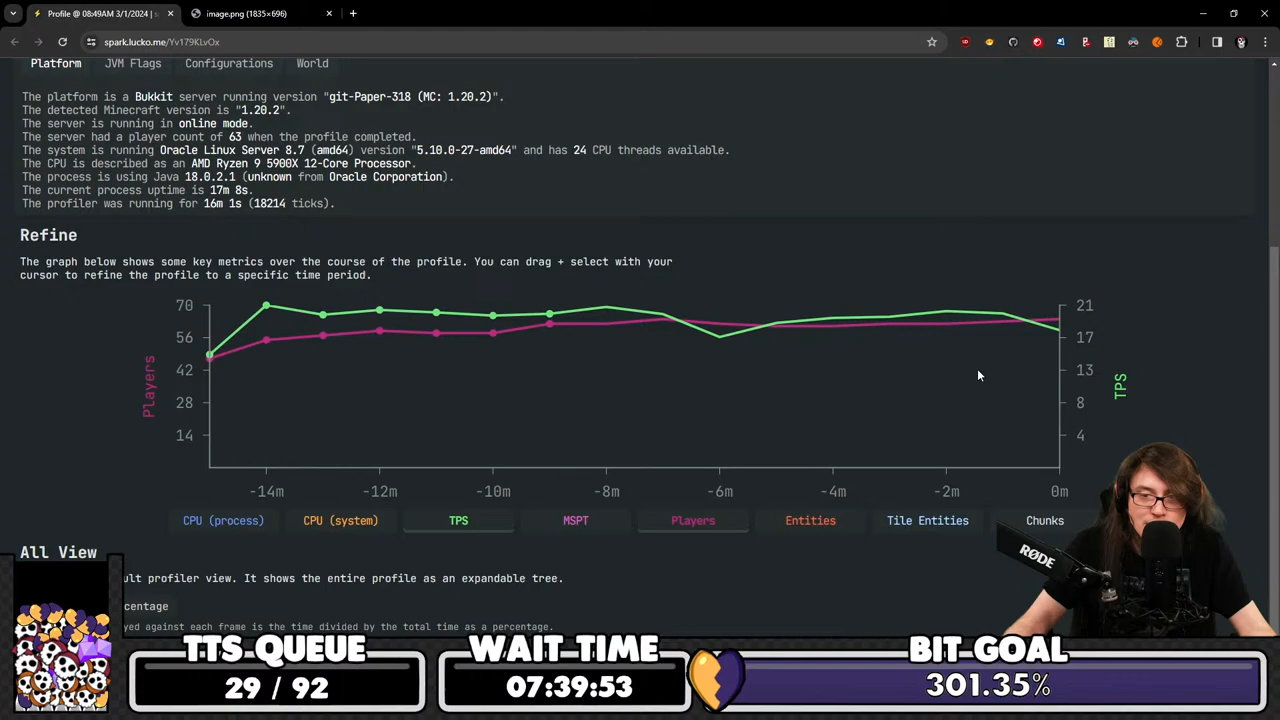 Profile @ 08:49AM 3/1/2024 | s
image.png (1835×696)
spark.lucko.me/Yv179KLvOx
Platform JVM Flags Configurations World
The platform is a Bukkit server running version "git-Paper-318 (MC: 1.20.2)".
The detected Minecraft version is "1.20.2".
The server is running in online mode.
The server had a player count of 63 when the profile completed.
The system is running Oracle Linux Server 8.7 (amd64) version "5.10.0-27-amd64" and has 24 CPU threads available.
The CPU is described as an AMD Ryzen 9 5900X 12-Core Processor.
The process is using Java 18.0.2.1 (unknown from Oracle Corporation).
The current process uptime is 17m 8s.
The profiler was running for 16m 1s (18214 ticks).
Refine
The graph below shows some key metrics over the course of the profile. You can drag + select with your
cursor to refine the profile to a specific time period.
70 21
56 17
42 13
28 8
14 4
Players
TPS
-14m -12m -10m -8m -6m -4m -2m 0m
CPU (process) CPU (system) TPS MSPT Players Entities Tile Entities Chunks
All View
ult profiler view. It shows the entire profile as an expandable tree.
centage
yed against each frame is the time divided by the total time as a percentage.
RØDE
TTS QUEUE WAIT TIME BIT GOAL
29 / 92 07:39:53 301.35%